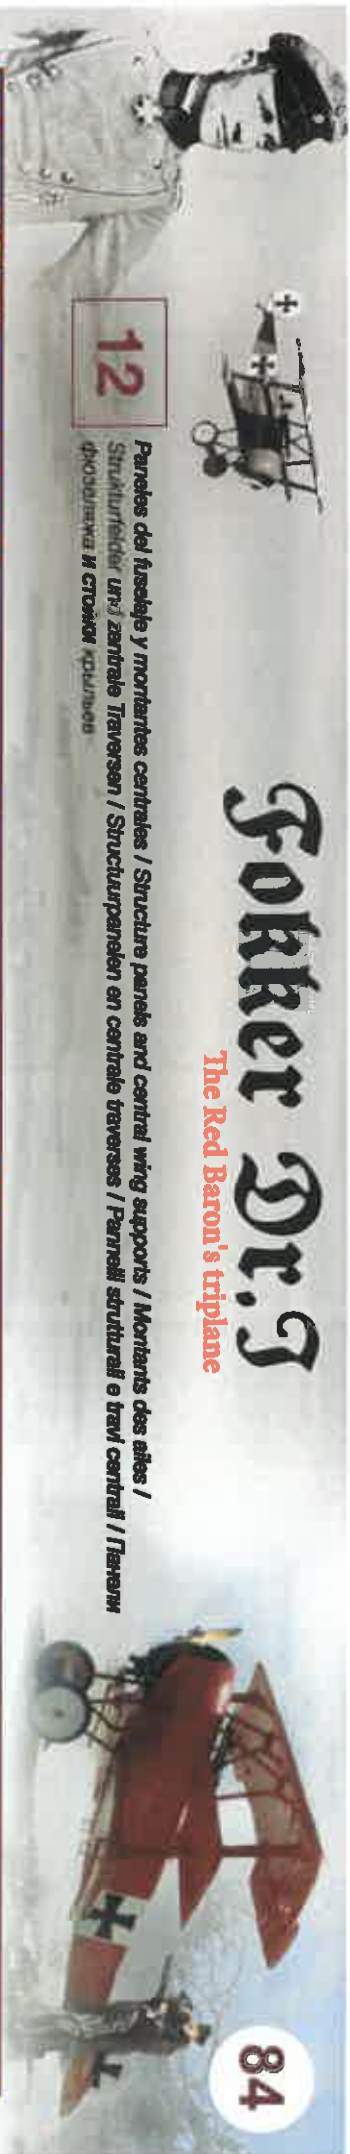 Fokker Dr.I
The Red Baron's triplane
84
12
Paneles del fuselaje y montantes centrales / Structure panels and central wing supports / Montants des ailes /
Strukturfelder und zentrale Traversen / Structuurpanelen en centrale traverses / Pannelli strutturali e travi centrali / Панели
фюзеляжа и стойки крыльев